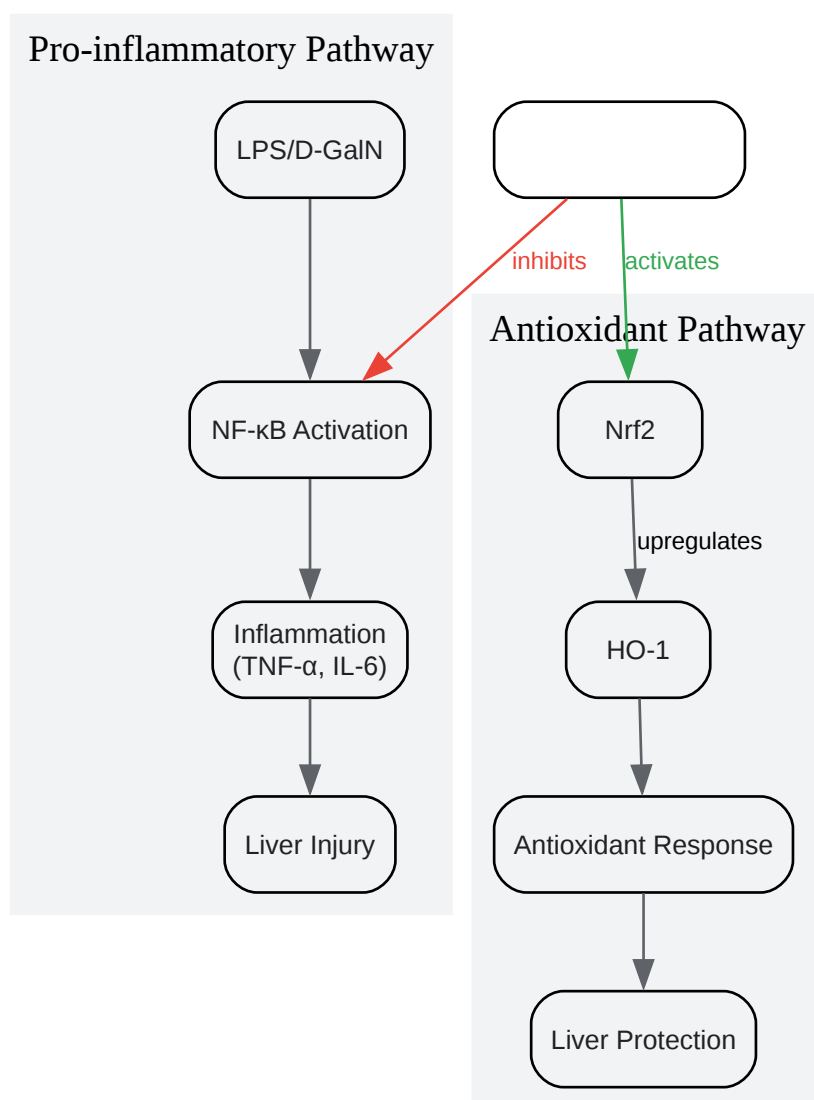 Pro-inflammatory Pathway
LPS/D-GalN
inhibits
activates
Antioxidant Pathway
NF-κB Activation
Nrf2
upregulates
Inflammation
(TNF-α, IL-6)
HO-1
Liver Injury
Antioxidant Response
Liver Protection